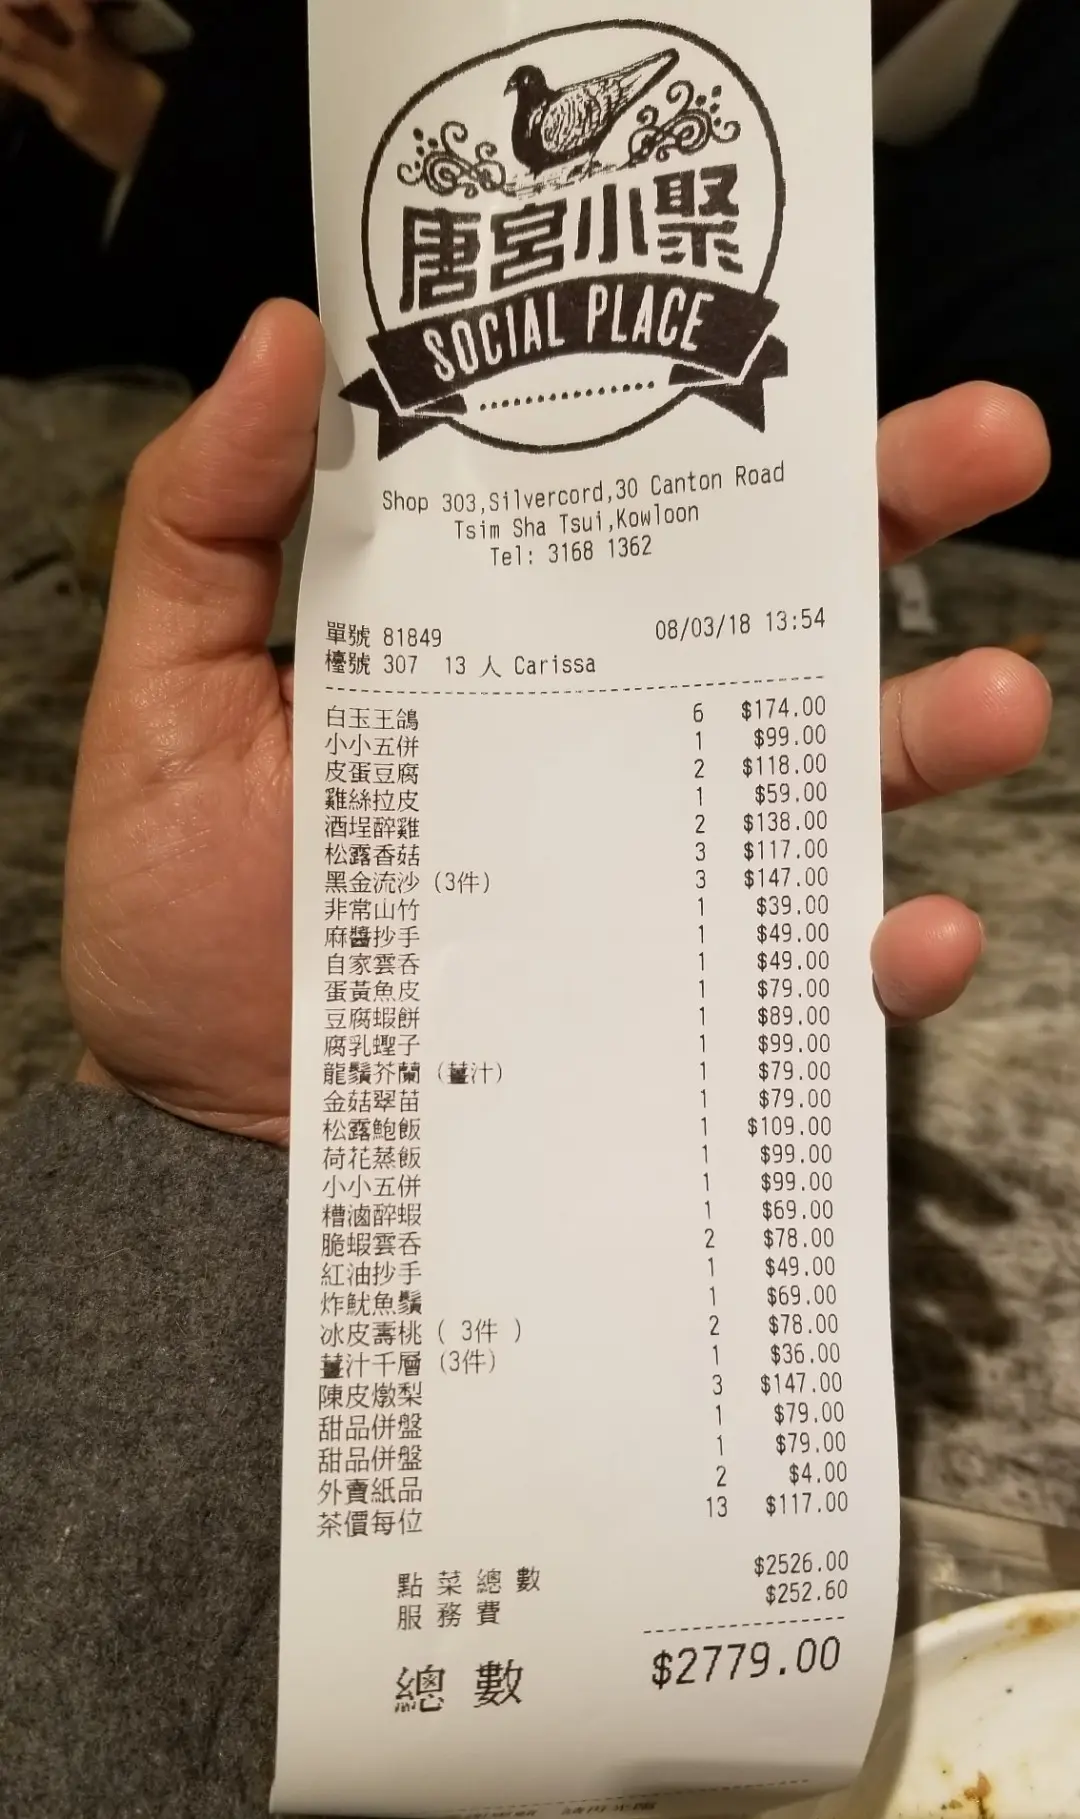 唐宮小聚
SOCIAL PLACE
Shop 303,Silvercord,30 Canton Road
Tsim Sha Tsui,Kowloon
Tel: 3168 1362
單號 81849 08/03/18 13:54
檯號 307 13 人 Carissa
白玉王鴿 6 $174.00
小小五併 1 $99.00
皮蛋豆腐 2 $118.00
雞絲拉皮 1 $59.00
酒埕醉雞 2 $138.00
松露香菇 3 $117.00
黑金流沙 (3件) 3 $147.00
非常山竹 1 $39.00
麻醬抄手 1 $49.00
自家雲吞 1 $49.00
蛋黃魚皮 1 $79.00
豆腐蝦餅 1 $89.00
腐乳蟶子 1 $99.00
龍鬚芥蘭 (薑汁) 1 $79.00
金菇翠苗 1 $79.00
松露鮑飯 1 $109.00
荷花蒸飯 1 $99.00
小小五併 1 $99.00
糟滷醉蝦 1 $69.00
脆蝦雲吞 2 $78.00
紅油抄手 1 $49.00
炸魷魚鬚 1 $69.00
冰皮壽桃 ( 3件 ) 2 $78.00
薑汁千層 (3件) 1 $36.00
陳皮燉梨 3 $147.00
甜品併盤 1 $79.00
甜品併盤 1 $79.00
外賣紙品 2 $4.00
茶價每位 13 $117.00
點菜總數 $2526.00
服務費 $252.60
總數 $2779.00